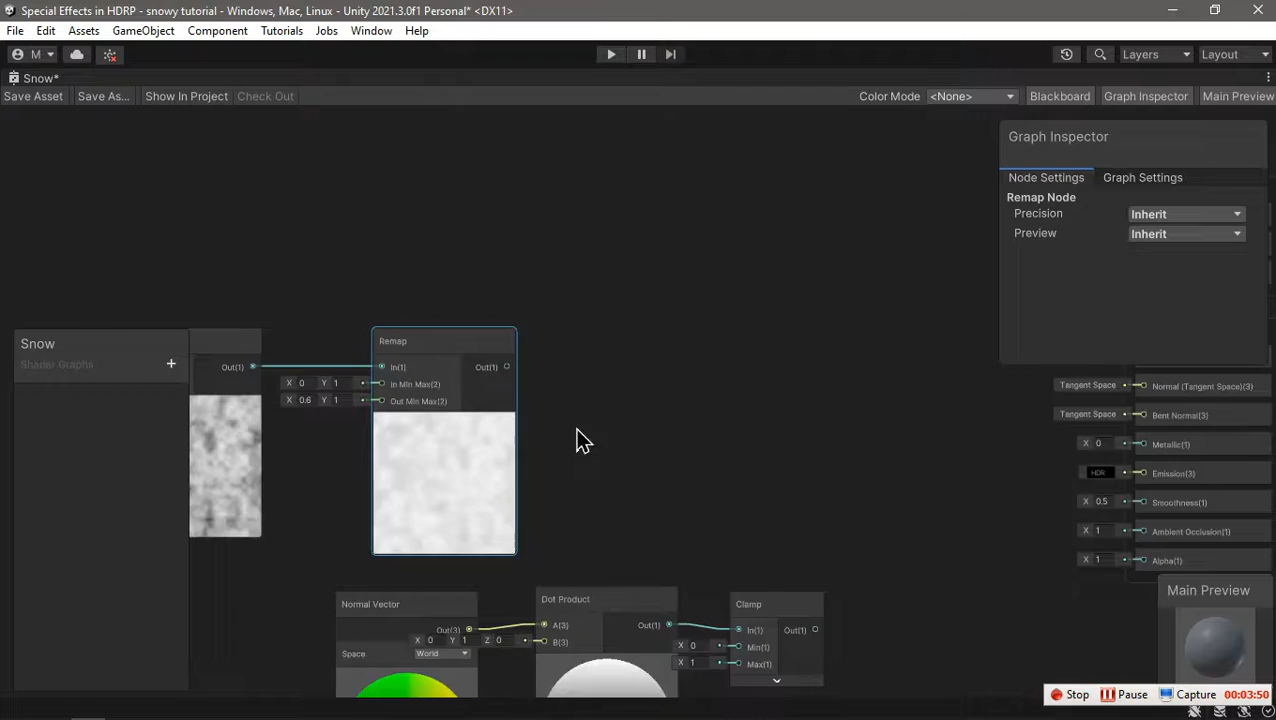 Special Effects in HDRP - snowy tutorial - Windows, Mac, Linux - Unity 2021.3.0f1 Personal* <DX11>
File Edit Assets GameObject Component Tutorials Jobs Window Help
M Layers Layout
Snow*
Save Asset Save As... Show In Project Check Out Color Mode <None> Blackboard Graph Inspector Main Preview
Graph Inspector
Node Settings Graph Settings
Remap Node
Precision Inherit
Preview Inherit
Snow
Shader Graphs +
Out(1)
Remap
In(1) Out(1)
X 0 Y 1 In Min Max(2)
X 0.6 Y 1 Out Min Max(2)
Tangent Space Normal (Tangent Space)(3)
Tangent Space Bent Normal(3)
X 0 Metallic(1)
HDR Emission(3)
X 0.5 Smoothness(1)
X 1 Ambient Occlusion(1)
X 1 Alpha(1)
Main Preview
Normal Vector
Out(3)
Space World
Dot Product
A(3) Out(1)
X 0 Y 1 Z 0 B(3)
Clamp
In(1) Out(1)
X 0 Min(1)
X 1 Max(1)
Stop Pause Capture 00:03:50